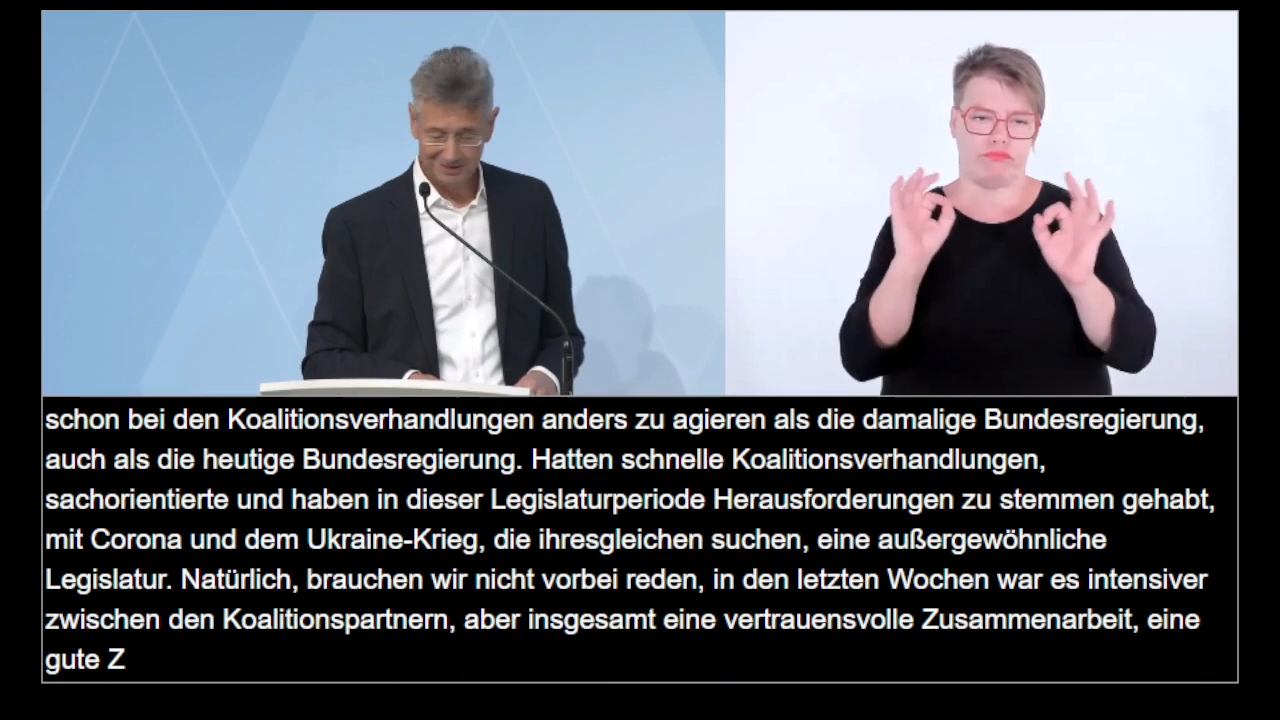 schon bei den Koalitionsverhandlungen anders zu agieren als die damalige Bundesregierung,
auch als die heutige Bundesregierung. Hatten schnelle Koalitionsverhandlungen,
sachorientierte und haben in dieser Legislaturperiode Herausforderungen zu stemmen gehabt,
mit Corona und dem Ukraine-Krieg, die ihresgleichen suchen, eine außergewöhnliche
Legislatur. Natürlich, brauchen wir nicht vorbei reden, in den letzten Wochen war es intensiver
zwischen den Koalitionspartnern, aber insgesamt eine vertrauensvolle Zusammenarbeit, eine
gute Z